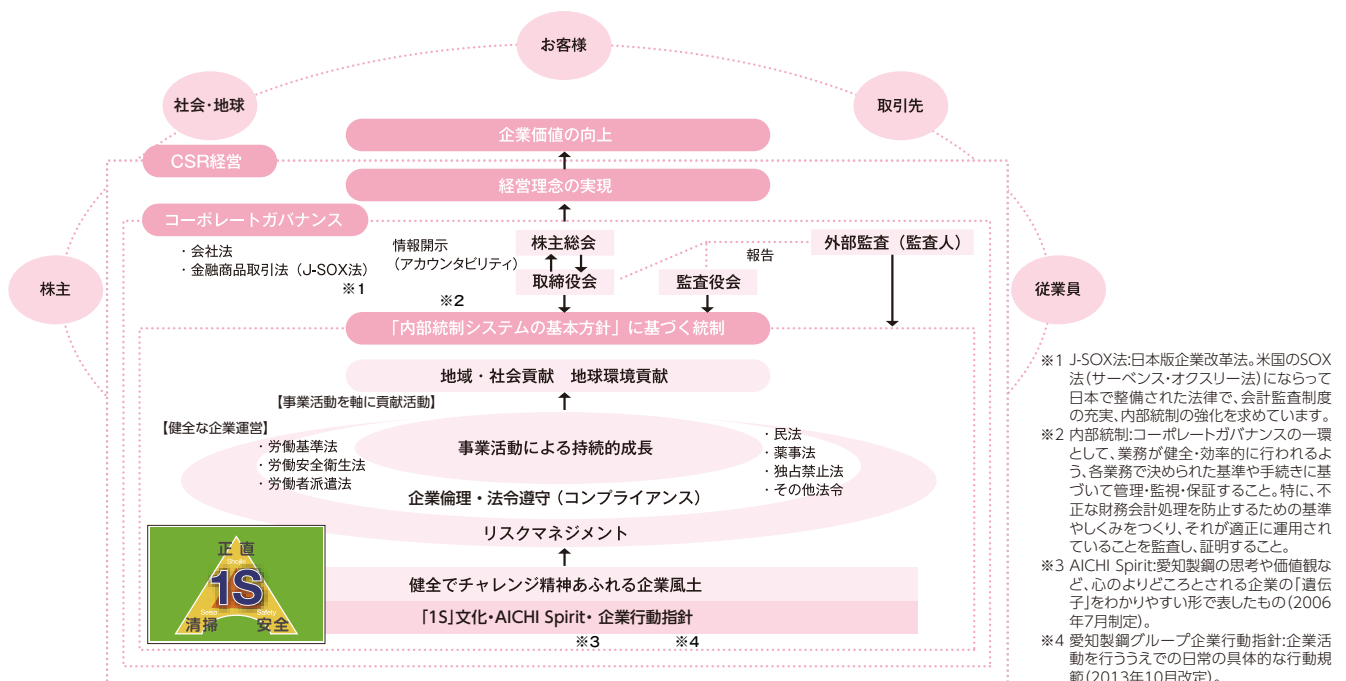 お客様
社会・地球
取引先
企業価値の向上
CSR経営
経営理念の実現
コーポレートガバナンス
・会社法
・金融商品取引法（J-SOX法）
※1
情報開示
（アカウンタビリティ）
※2
株主総会
取締役会
報告
監査役会
外部監査（監査人）
株主
従業員
「内部統制システムの基本方針」に基づく統制
地域・社会貢献　地球環境貢献
【事業活動を軸に貢献活動】
【健全な企業運営】
・労働基準法
・労働安全衛生法
・労働者派遣法
事業活動による持続的成長
・民法
・薬事法
・独占禁止法
・その他法令
企業倫理・法令遵守（コンプライアンス）
リスクマネジメント
正直
Shojiki
1S
Seiso
Safety
清掃
安全
健全でチャレンジ精神あふれる企業風土
「1S」文化・AICHI Spirit・ 企業行動指針
※3
※4
※1 J-SOX法:日本版企業改革法。米国のSOX
法（サーベンス・オクスリー法）にならって
日本で整備された法律で、会計監査制度
の充実、内部統制の強化を求めています。
※2 内部統制:コーポレートガバナンスの一環
として、業務が健全・効率的に行われるよ
う、各業務で決められた基準や手続きに基
づいて管理・監視・保証すること。特に、不
正な財務会計処理を防止するための基準
やしくみをつくり、それが適正に運用され
ていることを監査し、証明すること。
※3 AICHI Spirit:愛知製鋼の思考や価値観な
ど、心のよりどころとされる企業の「遺伝
子」をわかりやすい形で表したもの（2006
年7月制定）。
※4 愛知製鋼グループ企業行動指針:企業活
動を行ううえでの日常の具体的な行動規
範（2013年10月改定）。